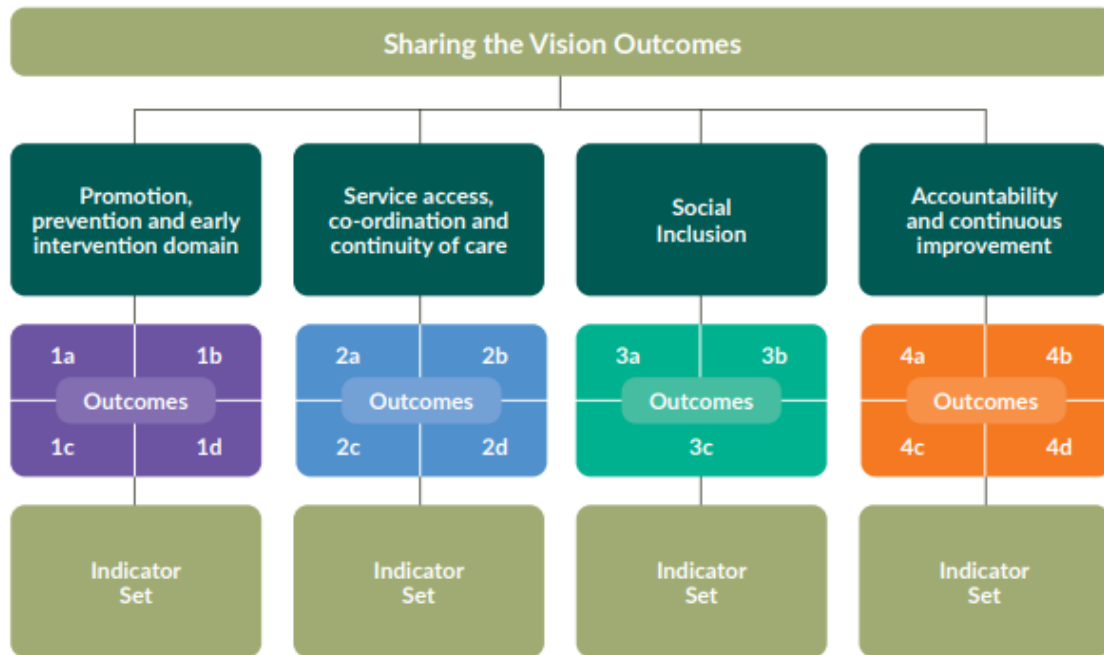 Sharing the Vision Outcomes
Promotion,
prevention and early
intervention domain
Service access,
co-ordination and
continuity of care
Social
Inclusion
Accountability
and continuous
improvement
1a
1b
Outcomes
1c
1d
2a
2b
Outcomes
2c
2d
3a
3b
Outcomes
3c
4a
4b
Outcomes
4c
4d
Indicator
Set
Indicator
Set
Indicator
Set
Indicator
Set